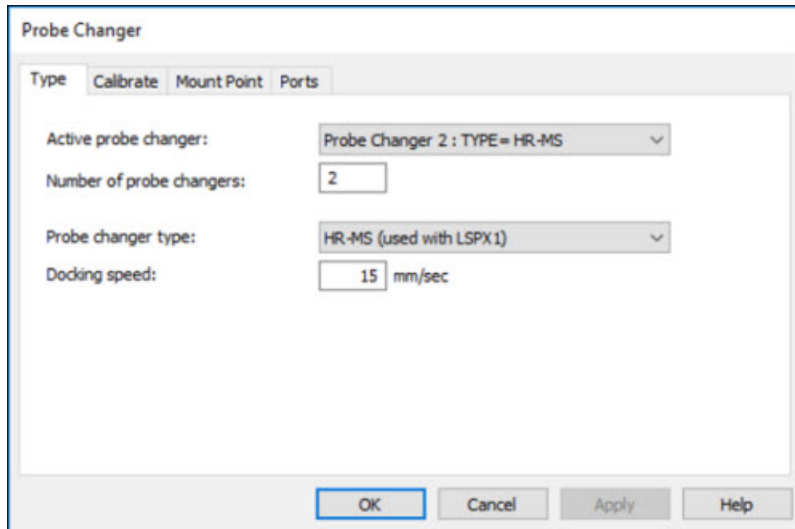 Probe Changer
Type Calibrate Mount Point Ports
Active probe changer: Probe Changer 2 : TYPE= HR-MS
Number of probe changers: 2
Probe changer type: HR-MS (used with LSPX1)
Docking speed: 15 mm/sec
OK Cancel Apply Help